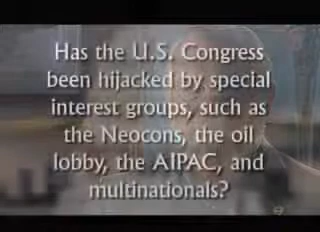 Has the U.S. Congress
been hijacked by special
interest groups, such as
the Neocons, the oil
lobby, the AIPAC, and
multinationals?